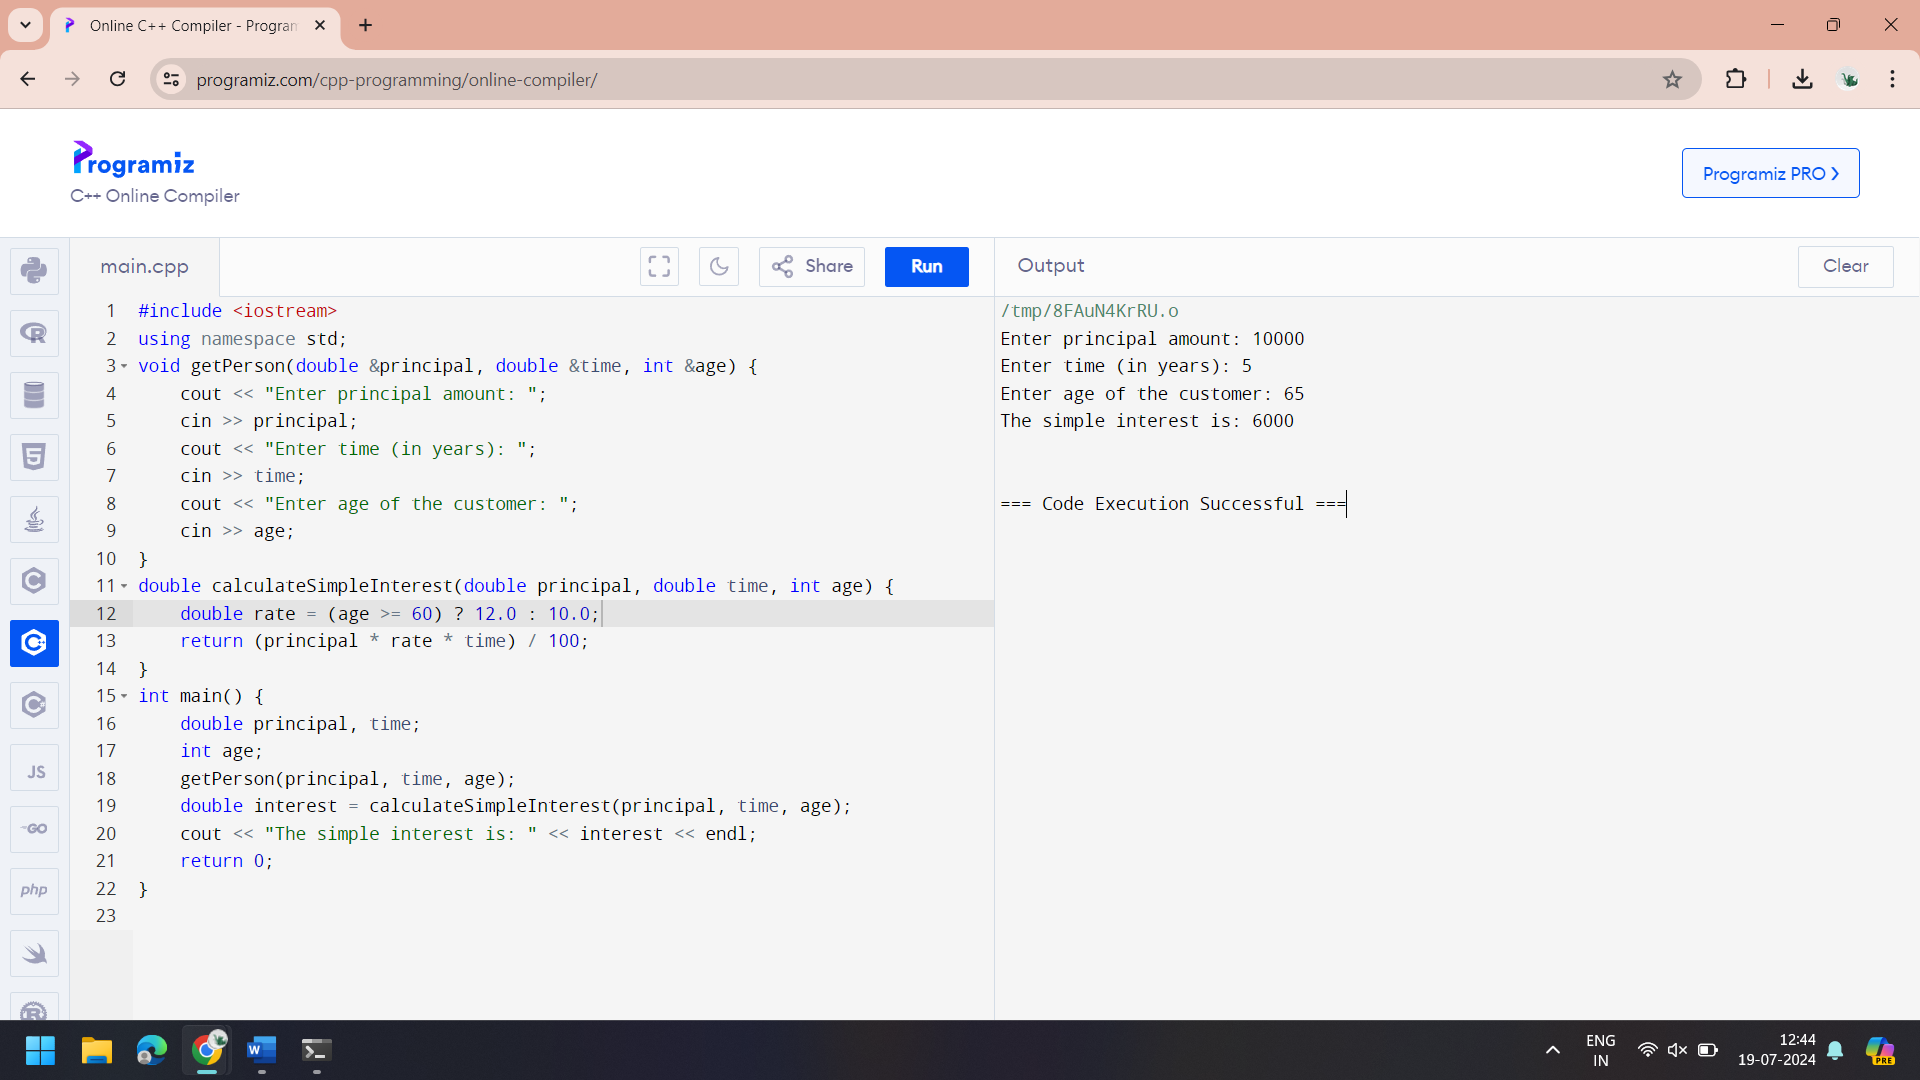 Online C++ Compiler - Program
programiz.com/cpp-programming/online-compiler/
Programiz
C++ Online Compiler
Programiz PRO
main.cpp
Share
Run
Output
Clear
1 #include <iostream>
2 using namespace std;
3 void getPerson(double &principal, double &time, int &age) {
4 cout << "Enter principal amount: ";
5 cin >> principal;
6 cout << "Enter time (in years): ";
7 cin >> time;
8 cout << "Enter age of the customer: ";
9 cin >> age;
10 }
11 double calculateSimpleInterest(double principal, double time, int age) {
12 double rate = (age >= 60) ? 12.0 : 10.0;
13 return (principal * rate * time) / 100;
14 }
15 int main() {
16 double principal, time;
17 int age;
18 getPerson(principal, time, age);
19 double interest = calculateSimpleInterest(principal, time, age);
20 cout << "The simple interest is: " << interest << endl;
21 return 0;
22 }
23
/tmp/8FAuN4KrRU.o
Enter principal amount: 10000
Enter time (in years): 5
Enter age of the customer: 65
The simple interest is: 6000
=== Code Execution Successful ===
JS
GO
php
ENG
IN
12:44
19-07-2024
PRE